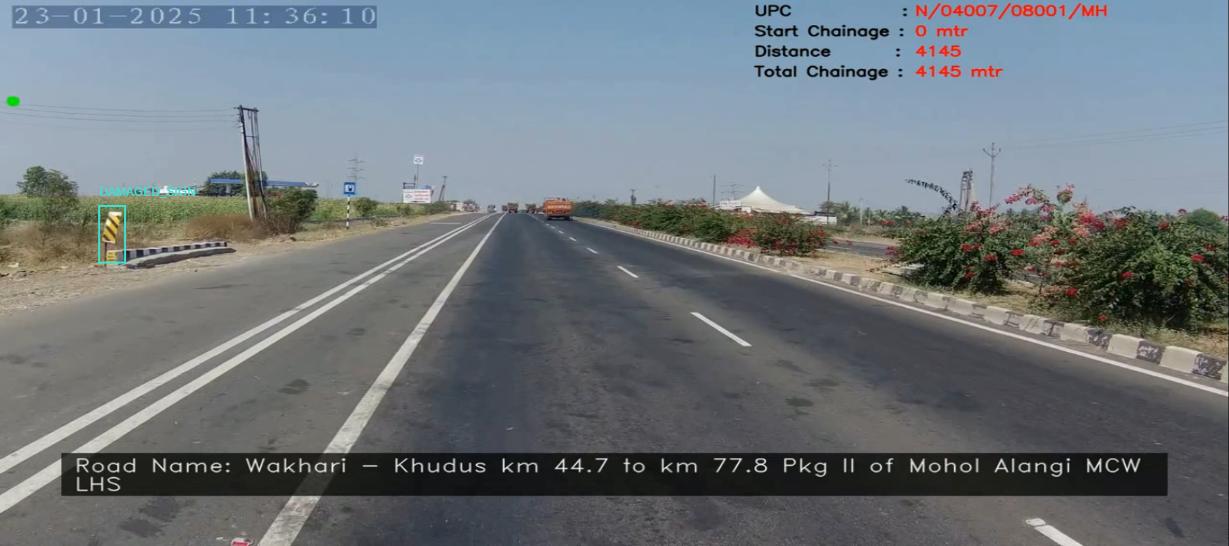 23-01-2025 11:36:10
UPC : N/04007/08001/MH
Start Chainage : 0 mtr
Distance : 4145
Total Chainage : 4145 mtr
DAMAGED_SIGN
Road Name: Wakhari - Khudus km 44.7 to km 77.8 Pkg II of Mohol Alangi MCW
LHS